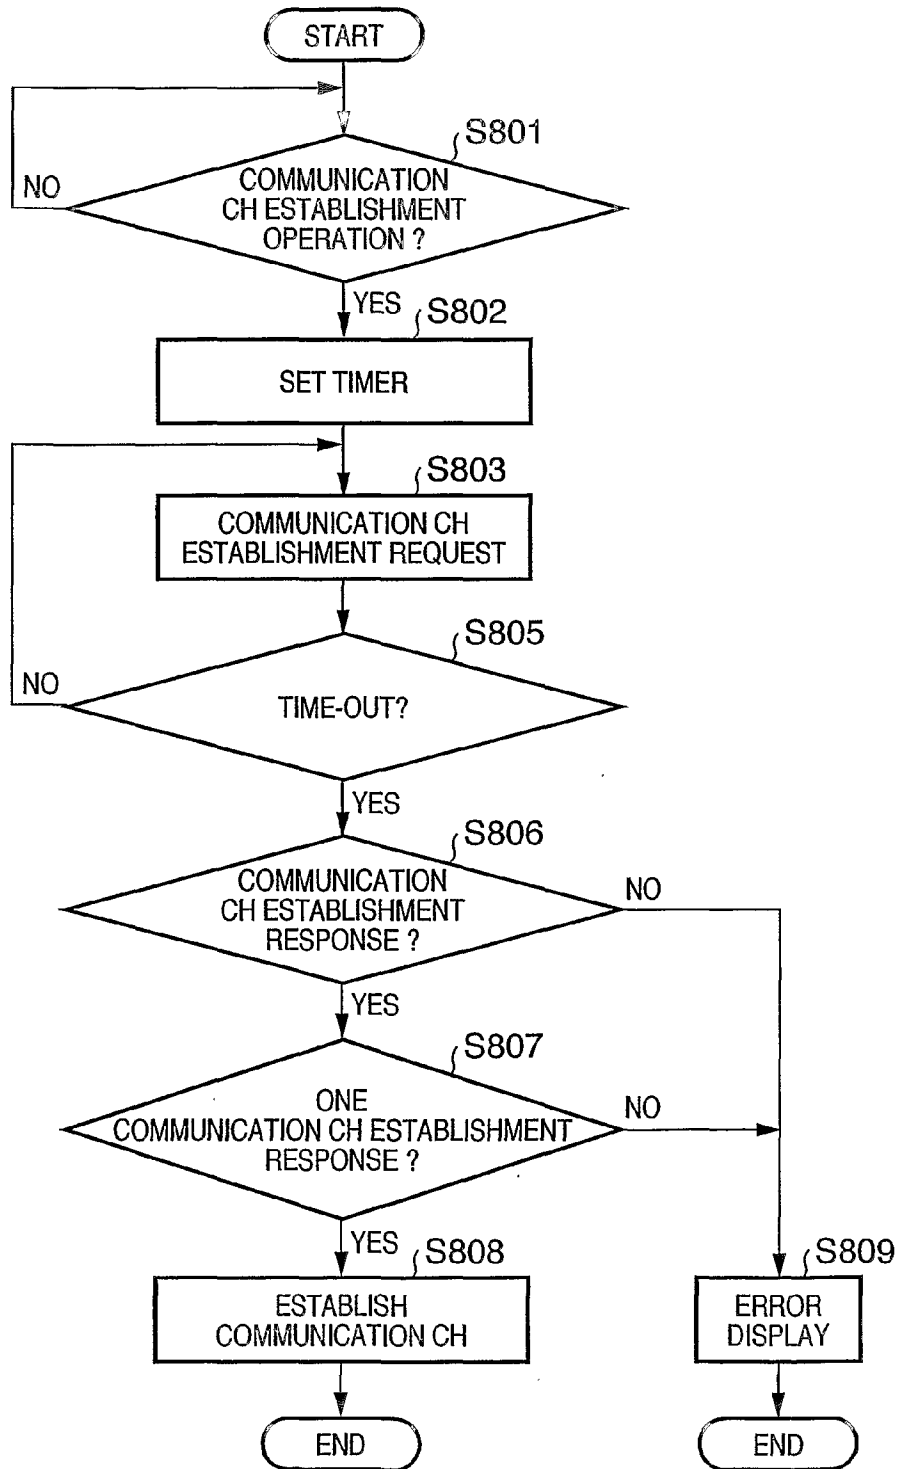 START
S801
COMMUNICATION
CH ESTABLISHMENT
OPERATION ?
NO
YES
S802
SET TIMER
S803
COMMUNICATION CH
ESTABLISHMENT REQUEST
S805
TIME-OUT?
NO
YES
S806
COMMUNICATION
CH ESTABLISHMENT
RESPONSE ?
NO
YES
S807
ONE
COMMUNICATION CH ESTABLISHMENT
RESPONSE ?
NO
YES
S808
ESTABLISH
COMMUNICATION CH
S809
ERROR
DISPLAY
END
END